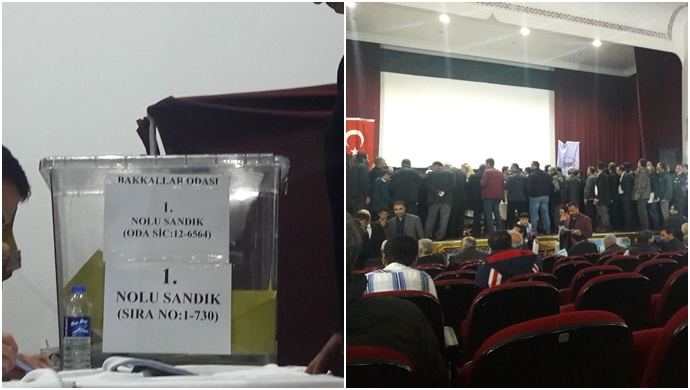 BAKKALLAR ODASI
1.
NOLU SANDIK
(ODA SİC:12-6564)
1.
NOLU SANDIK
(SIRA NO:1-730)